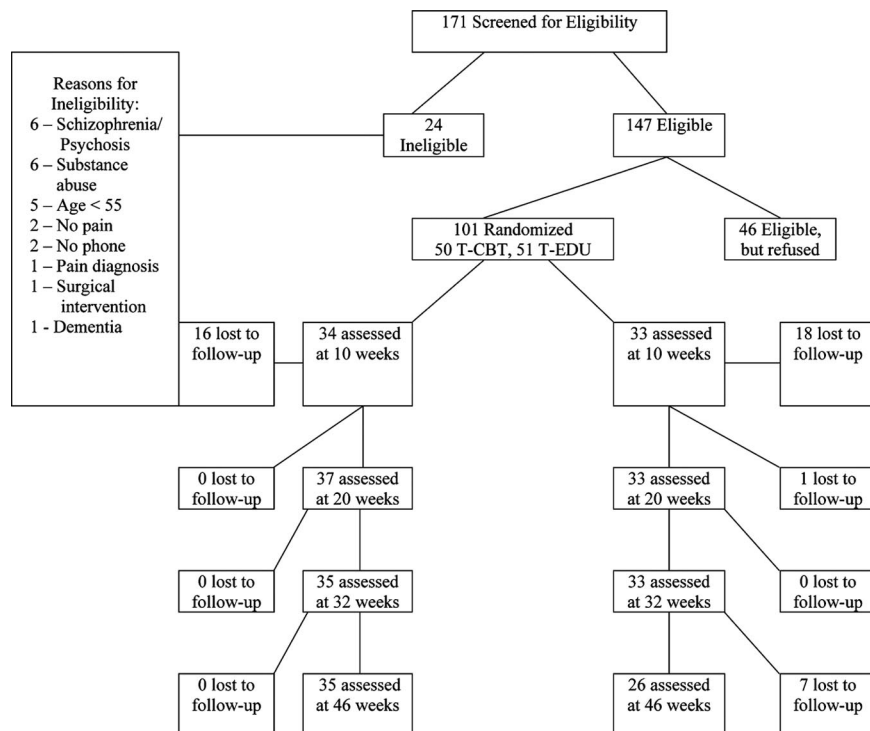 171 Screened for Eligibility
Reasons for
Ineligibility:
6 – Schizophrenia/
Psychosis
6 – Substance
abuse
5 – Age < 55
2 – No pain
2 – No phone
1 – Pain diagnosis
1 – Surgical
intervention
1 - Dementia
24
Ineligible
147 Eligible
101 Randomized
50 T-CBT, 51 T-EDU
46 Eligible,
but refused
16 lost to
follow-up
34 assessed
at 10 weeks
33 assessed
at 10 weeks
18 lost to
follow-up
0 lost to
follow-up
37 assessed
at 20 weeks
33 assessed
at 20 weeks
1 lost to
follow-up
0 lost to
follow-up
35 assessed
at 32 weeks
33 assessed
at 32 weeks
0 lost to
follow-up
0 lost to
follow-up
35 assessed
at 46 weeks
26 assessed
at 46 weeks
7 lost to
follow-up